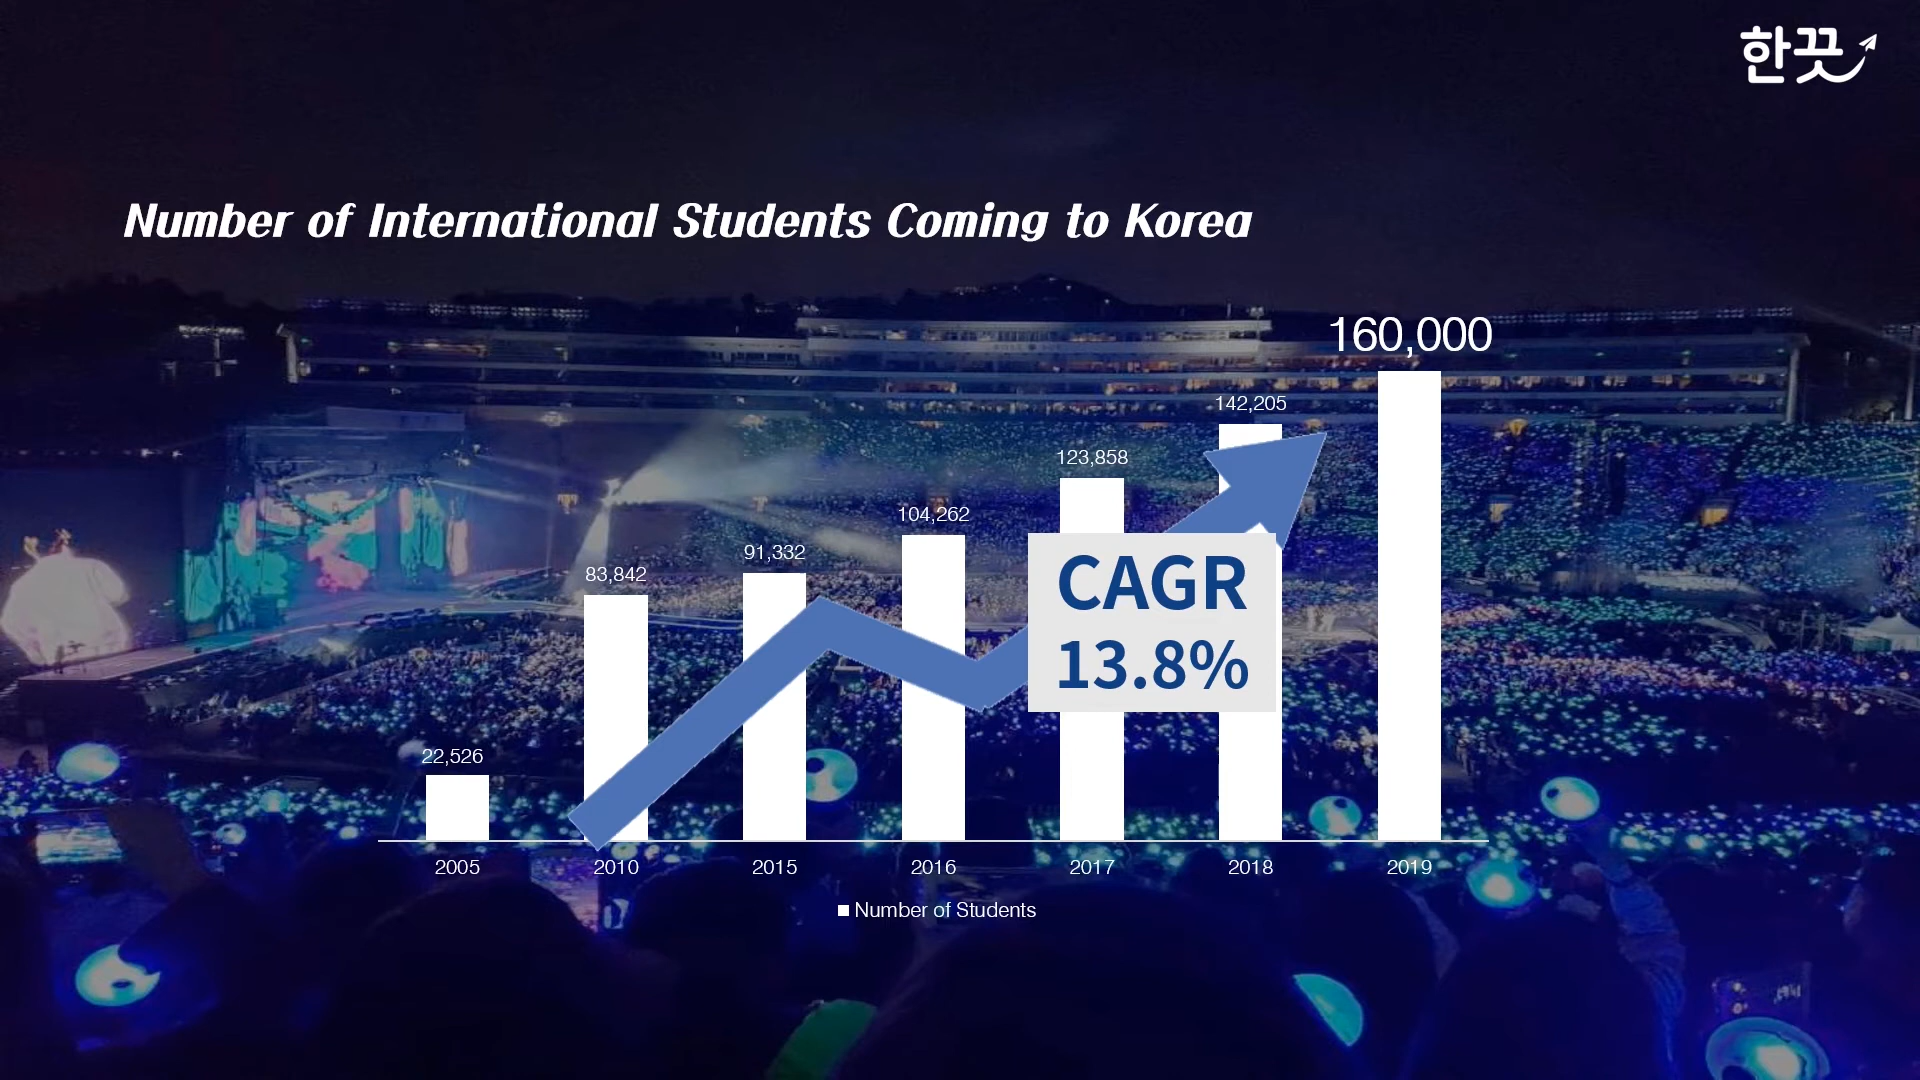 한끗
Number of International Students Coming to Korea
160,000
142,205
123,858
104,262
91,332
83,842
22,526
CAGR
13.8%
2005 2010 2015 2016 2017 2018 2019
Number of Students